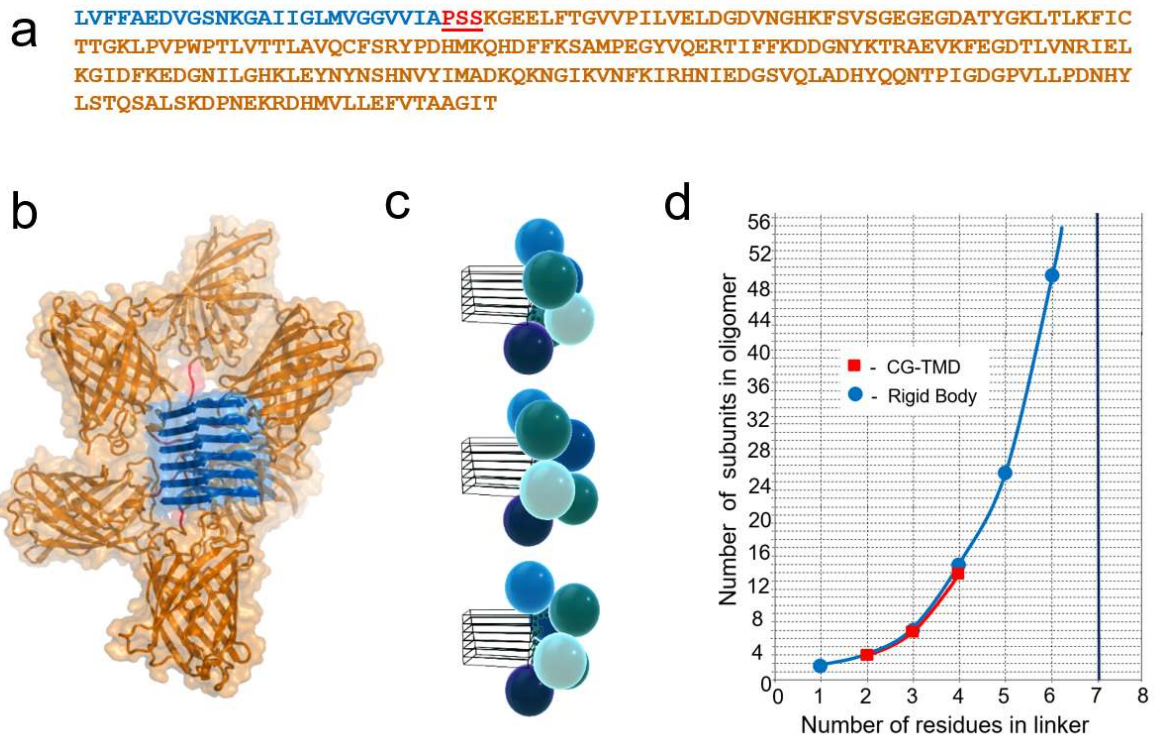 a
LVFFAEDVGSNKGAIIGLMVGGVVIAPSSKGEELFTGVVPILVELDGDVNGHKFSVSGEGEGDATYGKLTLKFIC
TTGKLPVPWPTLVTTLAVQCFSRYPDHMKQHDFFKSAMPEGYVQERTIFFKDDGNYKTRAEVKFEGDTLVNRIEL
KGIDFKEDGNILGHKLEYNYNSHNVYIMADKQKNGIKVNFKIRHNIEDGSVQLADHYQQNTPIGDGPVLLPDNHY
LSTQSALSKDPNEKRDHMVLLEFVTAAGIT
b
c
d
Number of subunits in oligomer
56
52
48
44
40
36
32
28
24
20
16
12
8
4
0
- CG-TMD
- Rigid Body
0 1 2 3 4 5 6 7 8
Number of residues in linker